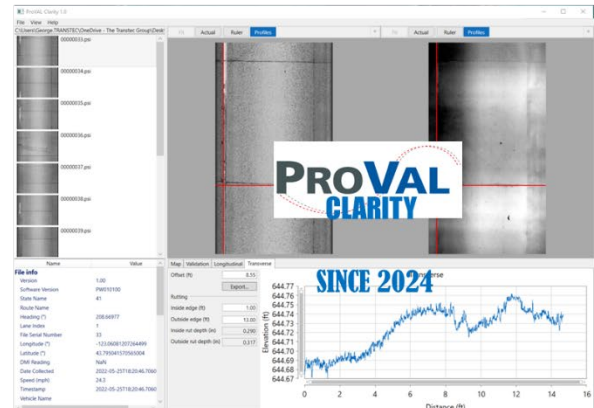 ProVAL Clarity 1.0
File View Help
C:\Users\George.TRANSTEC\OneDrive - The Transtec Group\Desk
Fit Actual Ruler Profiles
Fit Actual Ruler Profiles
00000033.psi
00000034.psi
00000035.psi
00000036.psi
00000037.psi
00000038.psi
00000039.psi
PROVAL
CLARITY
Name Value
File info
Version 1.00
Software Version PW010100
State Name 41
Route Name
Heading (°) 208.66977
Lane Index 1
File Serial Number 33
Longitude (°) -123.06081207264499
Latitude (°) 43.795041570565004
DMI Reading NaN
Date Collected 2022-05-25T18:20:46.7060
Speed (mph) 24.2
Timestamp 2022-05-25T18:20:46.7060
Vehicle Name
Map Validation Longitudinal Transverse
Offset (ft) 8.55
Export...
Rutting
Inside edge (ft) 1.00
Outside edge (ft) 13.00
Inside rut depth (in) 0.290
Outside rut depth (in) 0.317
SINCE 2024
Elevation (ft)
644.77
644.76
644.75
644.74
644.73
644.72
644.71
644.70
644.69
644.68
644.67
0 2 4 6 8 10 12 14 16
Distance (ft)